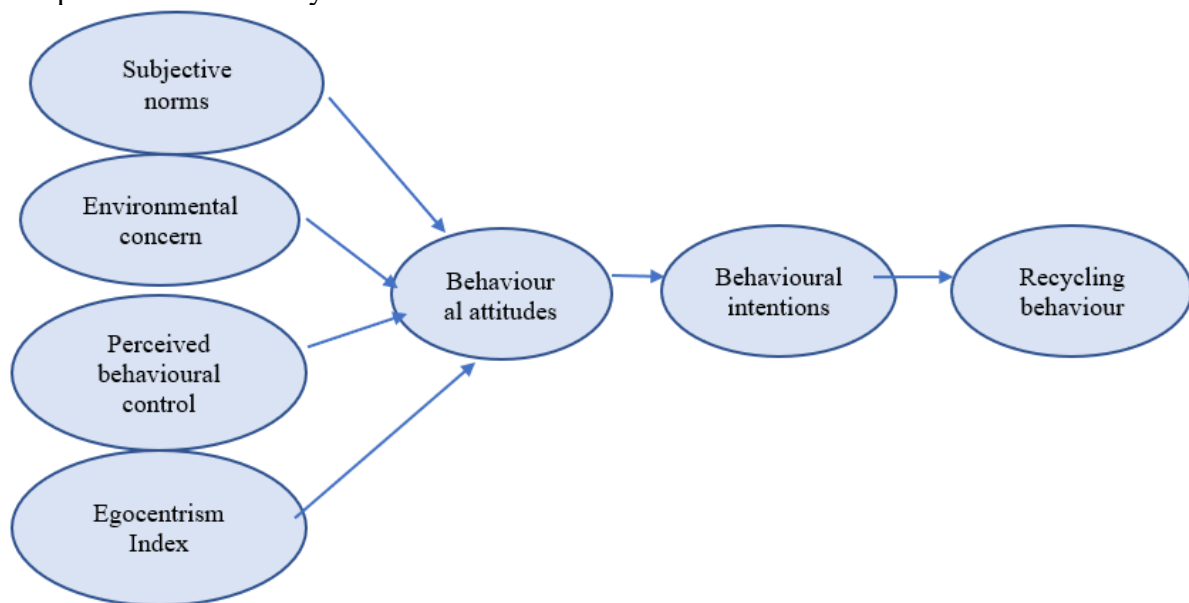 Subjective
norms
Environmental
concern
Perceived
behavioural
control
Egocentrism
Index
Behaviour
al attitudes
Behavioural
intentions
Recycling
behaviour